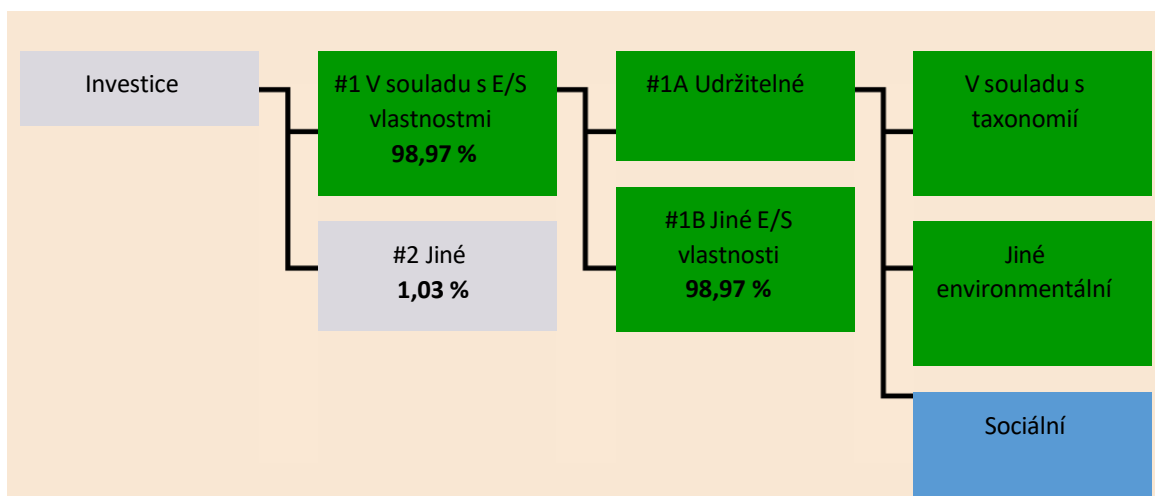 Investice
#1 V souladu s E/S
vlastnostmi
98,97 %
#2 Jiné
1,03 %
#1A Udržitelné
#1B Jiné E/S
vlastnosti
98,97 %
V souladu s
taxonomií
Jiné
environmentální
Sociální